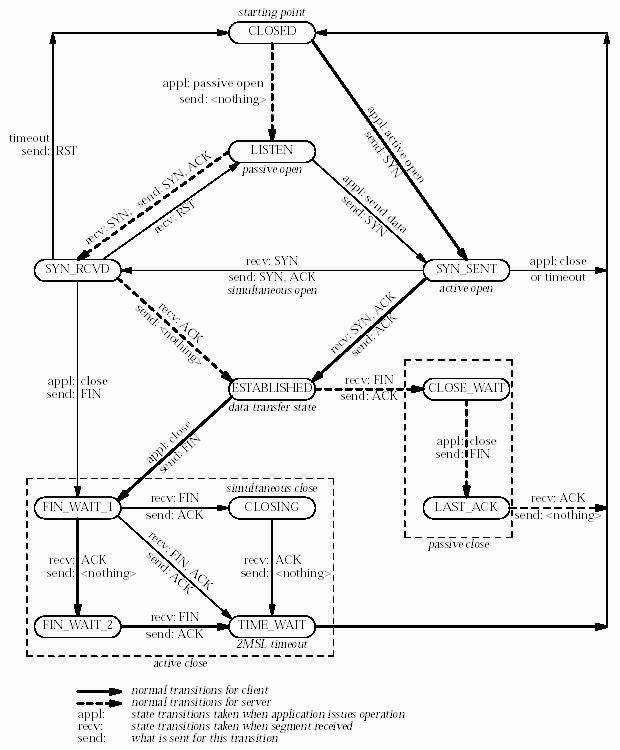 starting point
CLOSED
appl: passive open
send: <nothing>
appl: active open
send: SYN
timeout
send: RST
LISTEN
passive open
recv: SYN; send: SYN, ACK
recv: RST
appl: send data
send: SYN
SYN_RCVD
recv: SYN
send: SYN, ACK
simultaneous open
SYN_SENT
active open
appl: close
or timeout
recv: ACK
send: <nothing>
recv: SYN, ACK
send: ACK
appl: close
send: FIN
ESTABLISHED
data transfer state
recv: FIN
send: ACK
CLOSE_WAIT
appl: close
send: FIN
appl: close
send: FIN
LAST_ACK
recv: ACK
send: <nothing>
passive close
FIN_WAIT_1
recv: FIN
send: ACK
simultaneous close
CLOSING
recv: ACK
send: <nothing>
recv: FIN, ACK
send: ACK
recv: ACK
send: <nothing>
FIN_WAIT_2
recv: FIN
send: ACK
TIME_WAIT
2MSL timeout
active close
normal transitions for client
normal transitions for server
appl: state transitions taken when application issues operation
recv: state transitions taken when segment received
send: what is sent for this transition